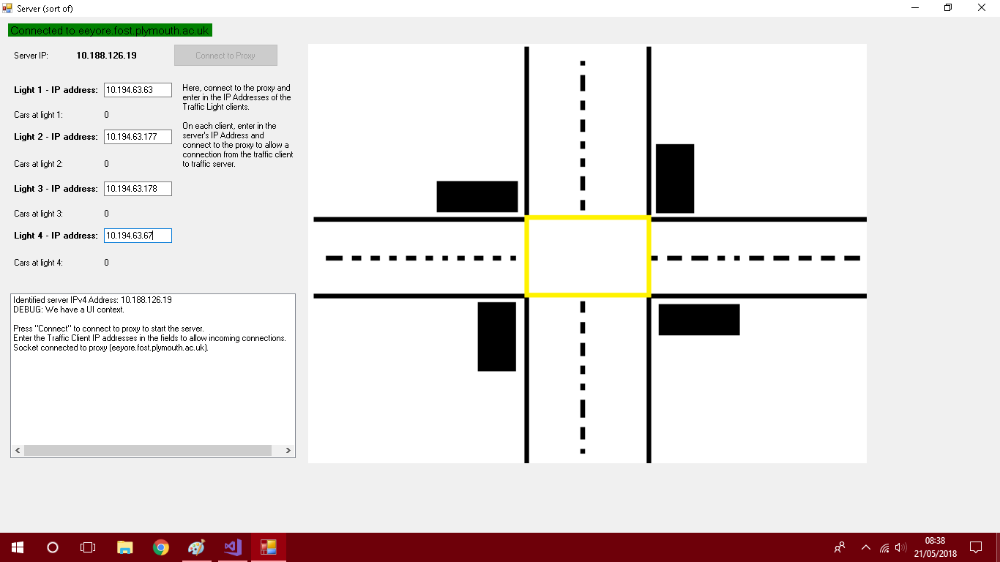 Server (sort of)
Connected to eeyore.fost.plymouth.ac.uk
Server IP: 10.188.126.19 Connect to Proxy
Light 1 - IP address: 10.194.63.63
Cars at light 1: 0
Light 2 - IP address: 10.194.63.177
Cars at light 2: 0
Light 3 - IP address: 10.194.63.178
Cars at light 3: 0
Light 4 - IP address: 10.194.63.67
Cars at light 4: 0
Here, connect to the proxy and
enter in the IP Addresses of the
Traffic Light clients.
On each client, enter in the
server's IP Address and
connect to the proxy to allow a
connection from the traffic client
to traffic server.
Identified server IPv4 Address: 10.188.126.19
DEBUG: We have a UI context.
Press "Connect" to connect to proxy to start the server.
Enter the Traffic Client IP addresses in the fields to allow incoming connections.
Socket connected to proxy (eeyore.fost.plymouth.ac.uk).
08:38
21/05/2018